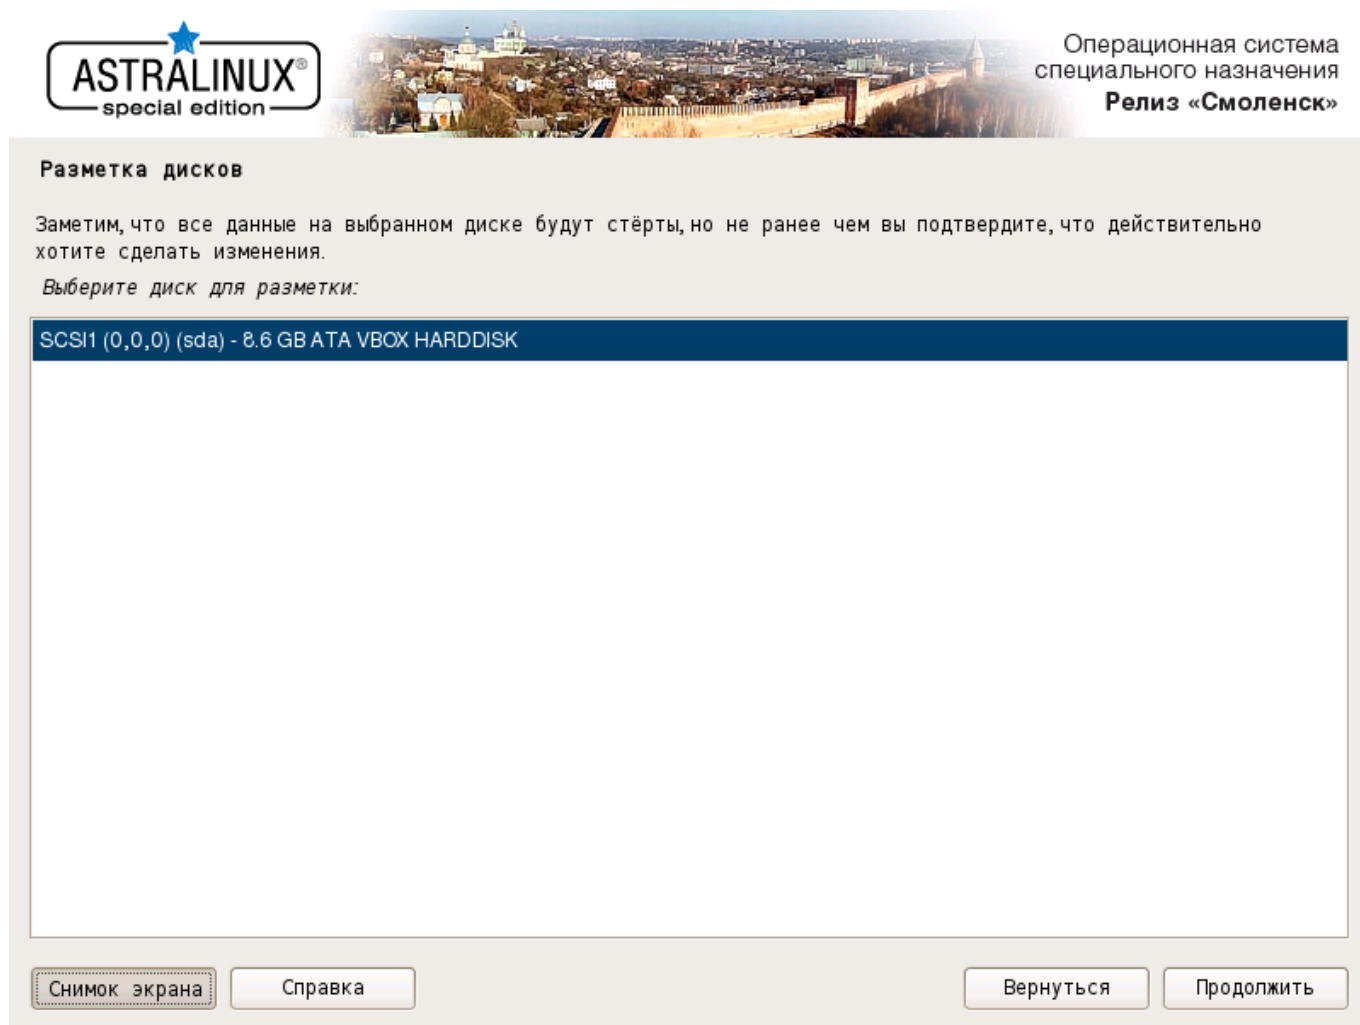 ASTRALINUX®
special edition
Операционная система
специального назначения
Релиз «Смоленск»
Разметка дисков
Заметим, что все данные на выбранном диске будут стёрты, но не ранее чем вы подтвердите, что действительно
хотите сделать изменения.
Выберите диск для разметки:
SCSI1 (0,0,0) (sda) - 8.6 GB ATA VBOX HARDDISK
Снимок экрана
Справка
Вернуться
Продолжить